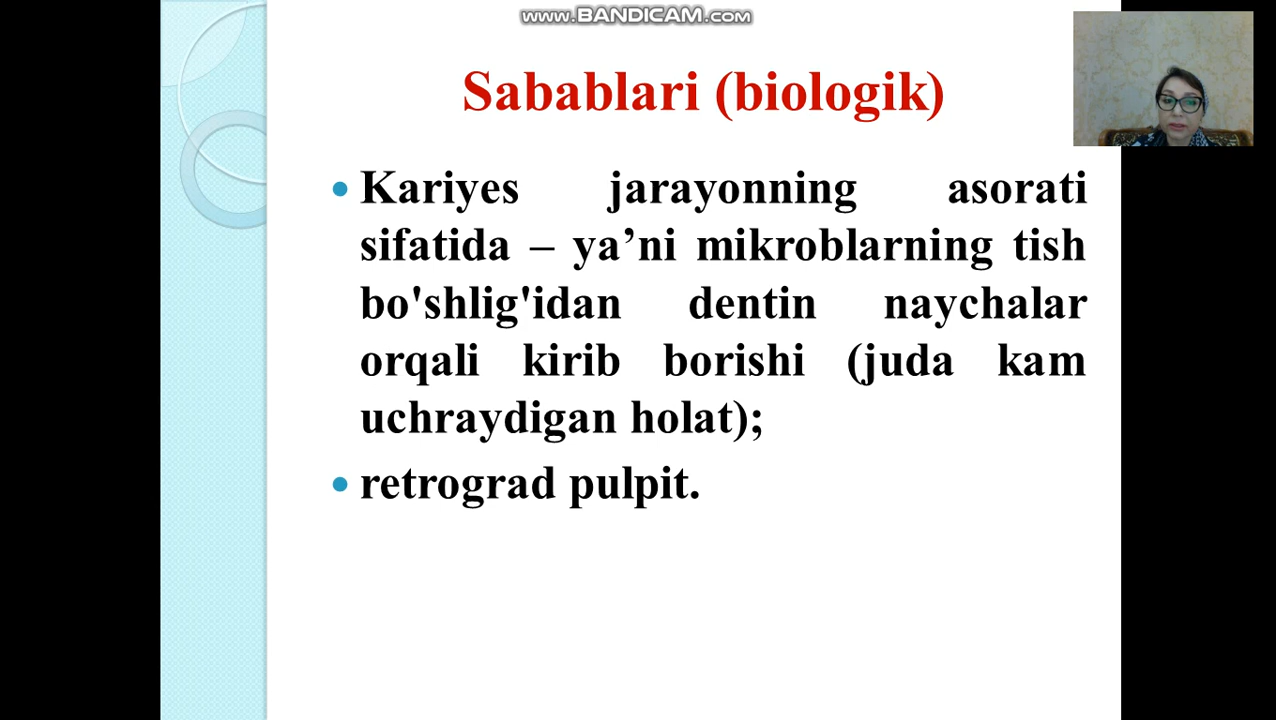 www.BANDICAM.com
Sabablari (biologik)
• Kariyes jarayonning asorati
sifatida – ya’ni mikroblarning tish
bo'shlig'idan dentin naychalar
orqali kirib borishi (juda kam
uchraydigan holat);
• retrograd pulpit.